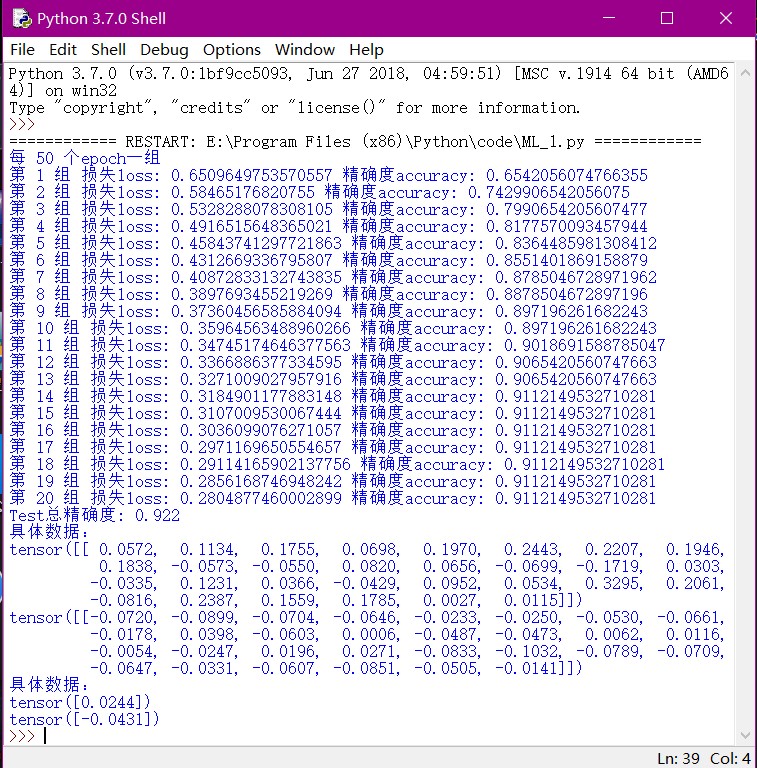 Python 3.7.0 Shell
File Edit Shell Debug Options Window Help
Python 3.7.0 (v3.7.0:1bf9cc5093, Jun 27 2018, 04:59:51) [MSC v.1914 64 bit (AMD6
4)] on win32
Type "copyright", "credits" or "license()" for more information.
>>>
============ RESTART: E:\Program Files (x86)\Python\code\ML_1.py ============
每 50 个epoch一组
第 1 组 损失loss: 0.6509649753570557 精确度accuracy: 0.6542056074766355
第 2 组 损失loss: 0.58465176820755 精确度accuracy: 0.7429906542056075
第 3 组 损失loss: 0.5328288078308105 精确度accuracy: 0.7990654205607477
第 4 组 损失loss: 0.4916515648365021 精确度accuracy: 0.8177570093457944
第 5 组 损失loss: 0.45843741297721863 精确度accuracy: 0.8364485981308412
第 6 组 损失loss: 0.4312669336795807 精确度accuracy: 0.8551401869158879
第 7 组 损失loss: 0.40872833132743835 精确度accuracy: 0.8785046728971962
第 8 组 损失loss: 0.3897693455219269 精确度accuracy: 0.8878504672897196
第 9 组 损失loss: 0.37360456585884094 精确度accuracy: 0.897196261682243
第 10 组 损失loss: 0.35964563488960266 精确度accuracy: 0.897196261682243
第 11 组 损失loss: 0.34745174646377563 精确度accuracy: 0.9018691588785047
第 12 组 损失loss: 0.3366886377334595 精确度accuracy: 0.9065420560747663
第 13 组 损失loss: 0.3271009027957916 精确度accuracy: 0.9065420560747663
第 14 组 损失loss: 0.3184901177883148 精确度accuracy: 0.9112149532710281
第 15 组 损失loss: 0.3107009530067444 精确度accuracy: 0.9112149532710281
第 16 组 损失loss: 0.3036099076271057 精确度accuracy: 0.9112149532710281
第 17 组 损失loss: 0.2971169650554657 精确度accuracy: 0.9112149532710281
第 18 组 损失loss: 0.29114165902137756 精确度accuracy: 0.9112149532710281
第 19 组 损失loss: 0.2856168746948242 精确度accuracy: 0.9112149532710281
第 20 组 损失loss: 0.2804877460002899 精确度accuracy: 0.9112149532710281
Test总精确度: 0.922
具体数据:
tensor([[ 0.0572, 0.1134, 0.1755, 0.0698, 0.1970, 0.2443, 0.2207, 0.1946,
0.1838, -0.0573, -0.0550, 0.0820, 0.0656, -0.0699, -0.1719, 0.0303,
-0.0335, 0.1231, 0.0366, -0.0429, 0.0952, 0.0534, 0.3295, 0.2061,
-0.0816, 0.2387, 0.1559, 0.1785, 0.0027, 0.0115]])
tensor([[-0.0720, -0.0899, -0.0704, -0.0646, -0.0233, -0.0250, -0.0530, -0.0661,
-0.0178, 0.0398, -0.0603, 0.0006, -0.0487, -0.0473, 0.0062, 0.0116,
-0.0054, -0.0247, 0.0196, 0.0271, -0.0833, -0.1032, -0.0789, -0.0709,
-0.0647, -0.0331, -0.0607, -0.0851, -0.0505, -0.0141]])
具体数据:
tensor([0.0244])
tensor([-0.0431])
>>>
Ln: 39 Col: 4